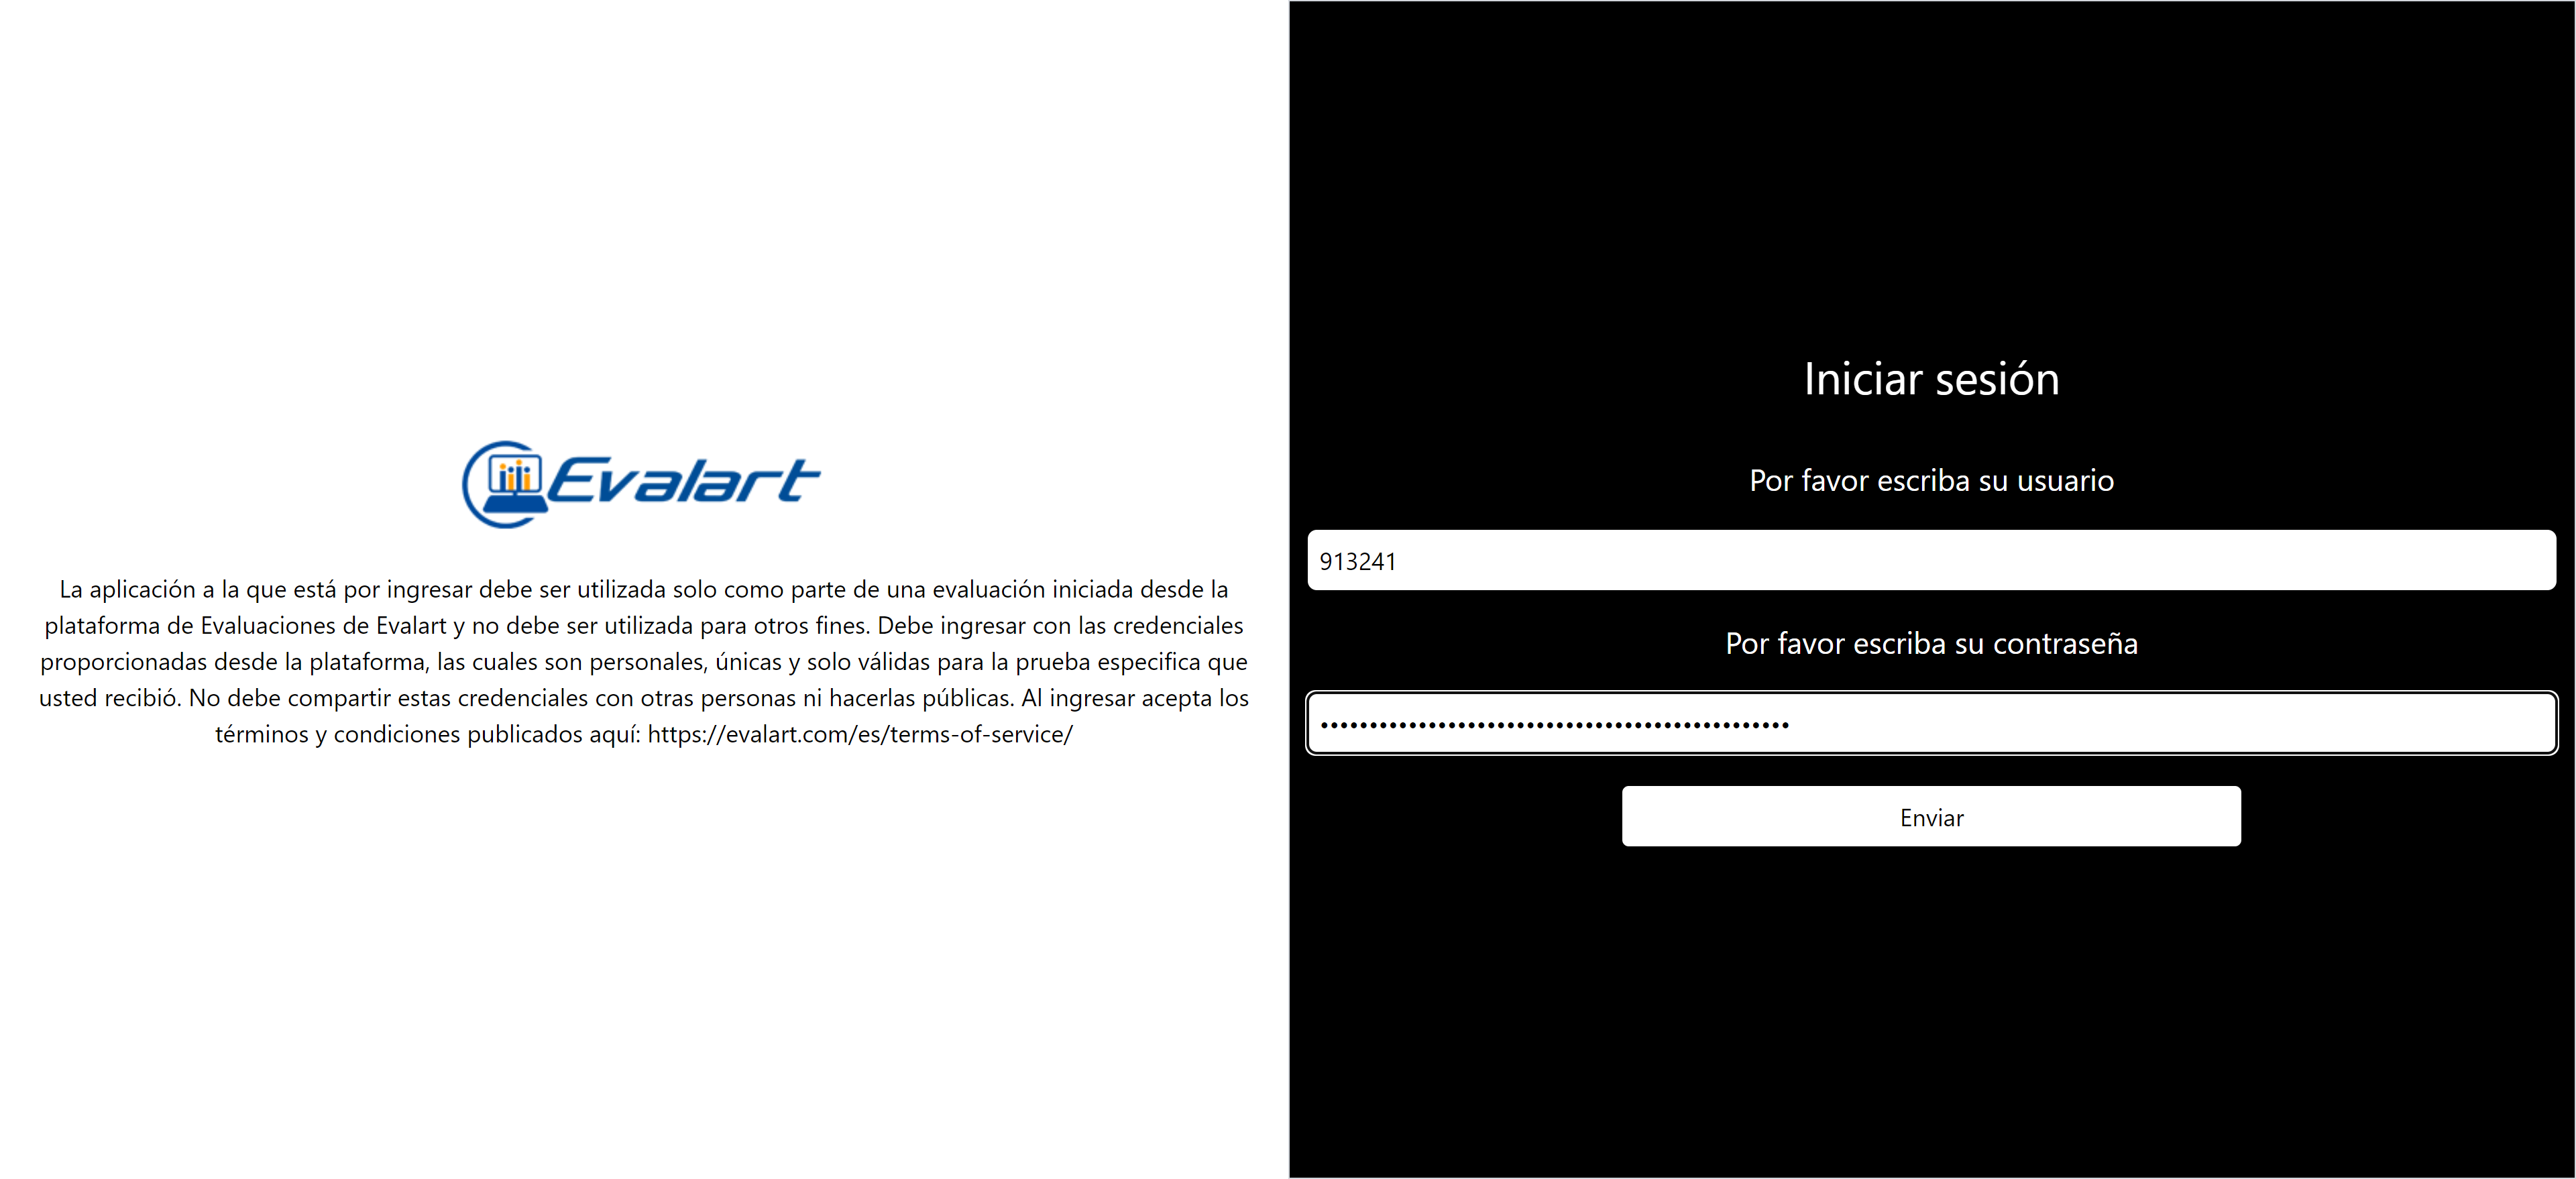 Evalart
La aplicación a la que está por ingresar debe ser utilizada solo como parte de una evaluación iniciada desde la
plataforma de Evaluaciones de Evalart y no debe ser utilizada para otros fines. Debe ingresar con las credenciales
proporcionadas desde la plataforma, las cuales son personales, únicas y solo válidas para la prueba especifica que
usted recibió. No debe compartir estas credenciales con otras personas ni hacerlas públicas. Al ingresar acepta los
términos y condiciones publicados aquí: https://evalart.com/es/terms-of-service/
Iniciar sesión
Por favor escriba su usuario
913241
Por favor escriba su contraseña
Enviar